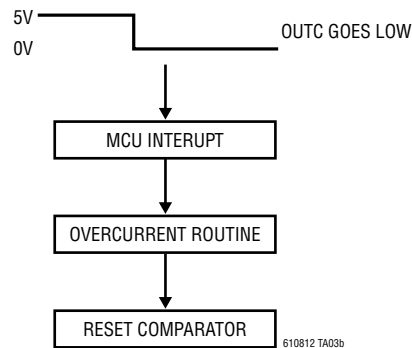 5V
0V
OUTC GOES LOW
MCU INTERUPT
OVERCURRENT ROUTINE
RESET COMPARATOR
610812 TA03b